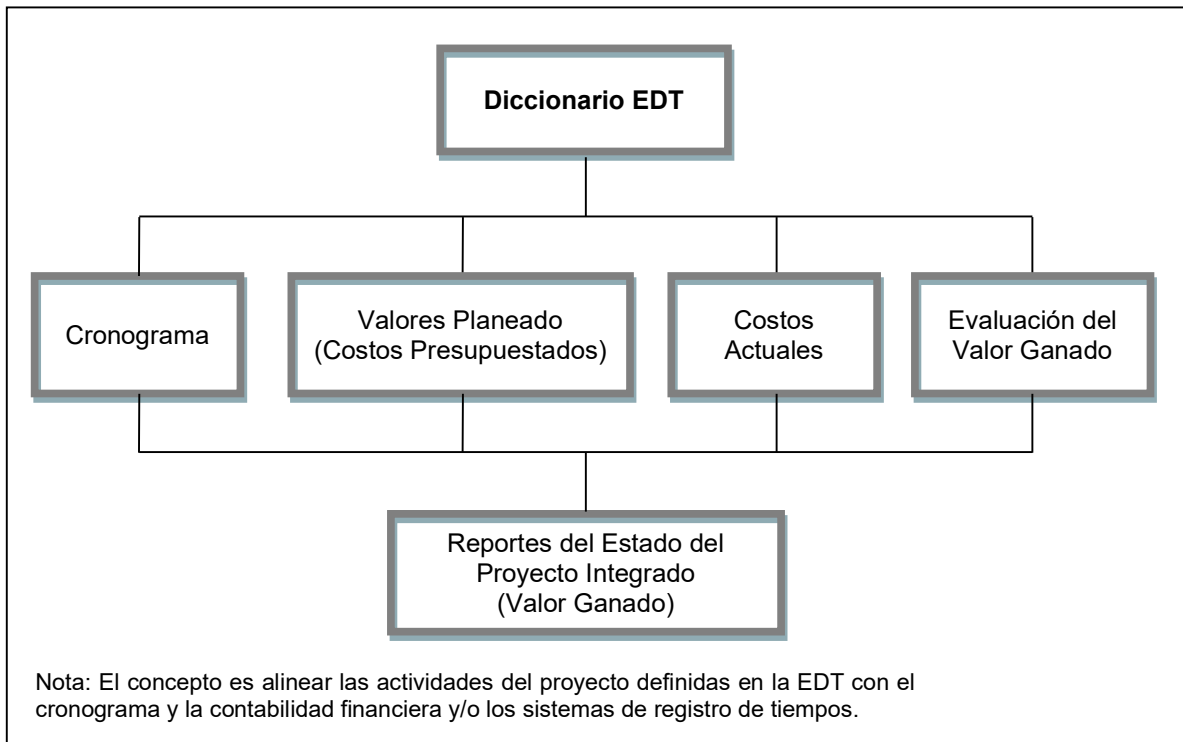 Diccionario EDT
Cronograma
Valores Planeado
(Costos Presupuestados)
Costos
Actuales
Evaluación del
Valor Ganado
Reportes del Estado del
Proyecto Integrado
(Valor Ganado)
Nota: El concepto es alinear las actividades del proyecto definidas en la EDT con el
cronograma y la contabilidad financiera y/o los sistemas de registro de tiempos.